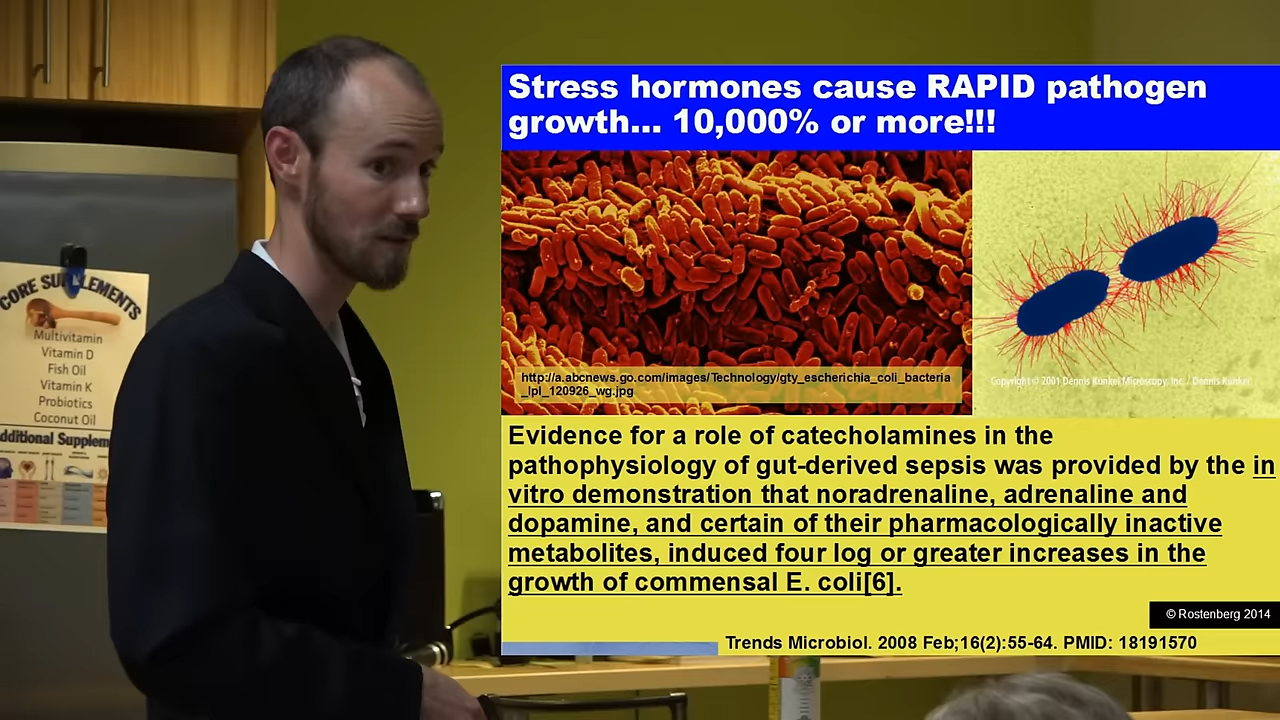 Stress hormones cause RAPID pathogen
growth... 10,000% or more!!!
http://a.abcnews.go.com/images/Technology/gty_escherichia_coli_bacteria
_lpl_120926_wg.jpg
Copyright © 2001 Dennis Kunkel Microscopy, Inc. / Dennis Kunkel
Evidence for a role of catecholamines in the
pathophysiology of gut-derived sepsis was provided by the in
vitro demonstration that noradrenaline, adrenaline and
dopamine, and certain of their pharmacologically inactive
metabolites, induced four log or greater increases in the
growth of commensal E. coli[6].
© Rostenberg 2014
Trends Microbiol. 2008 Feb;16(2):55-64. PMID: 18191570
CORE SUPPLEMENTS
Multivitamin
Vitamin D
Fish Oil
Vitamin K
Probiotics
Coconut Oil
dditional Supplem